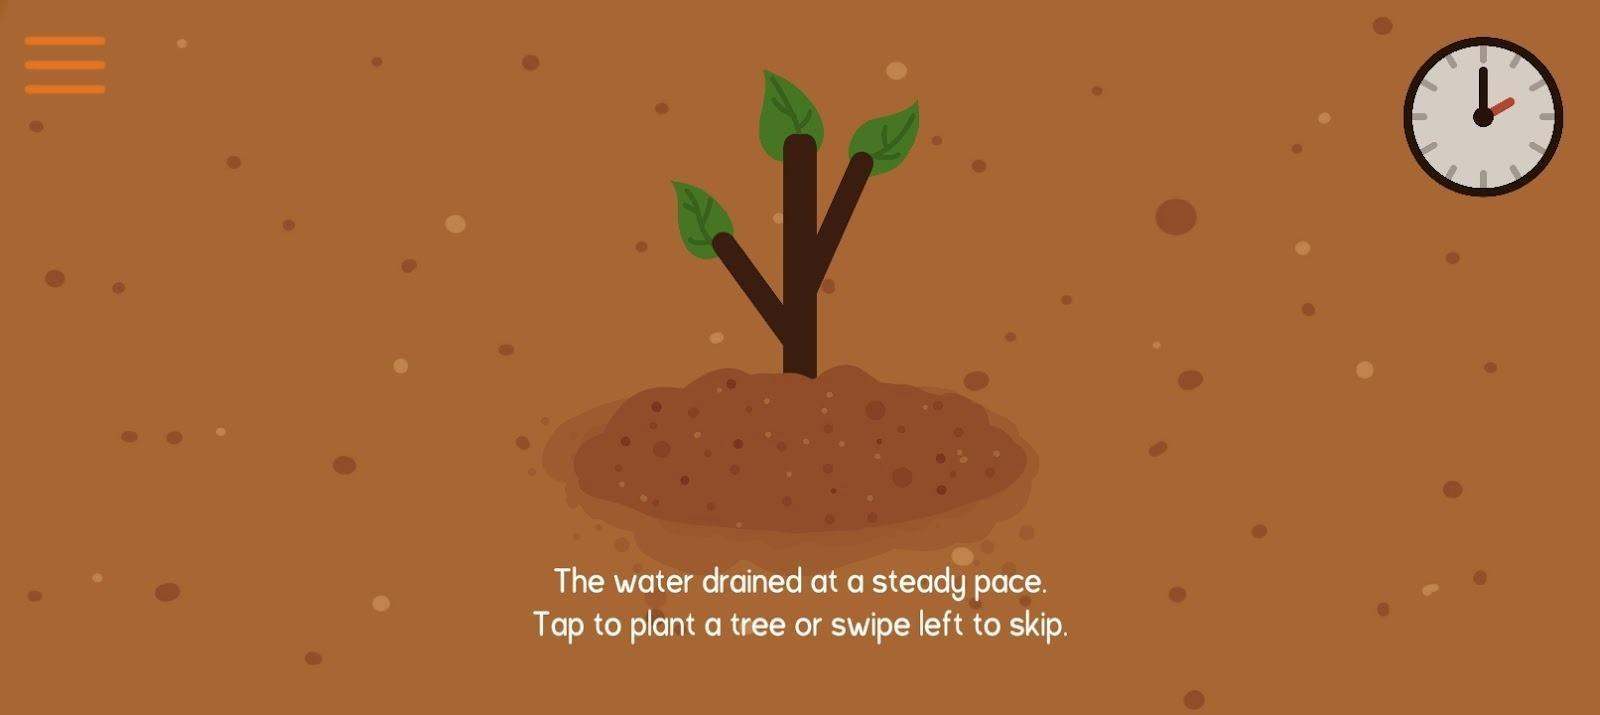 The water drained at a steady pace.
Tap to plant a tree or swipe left to skip.